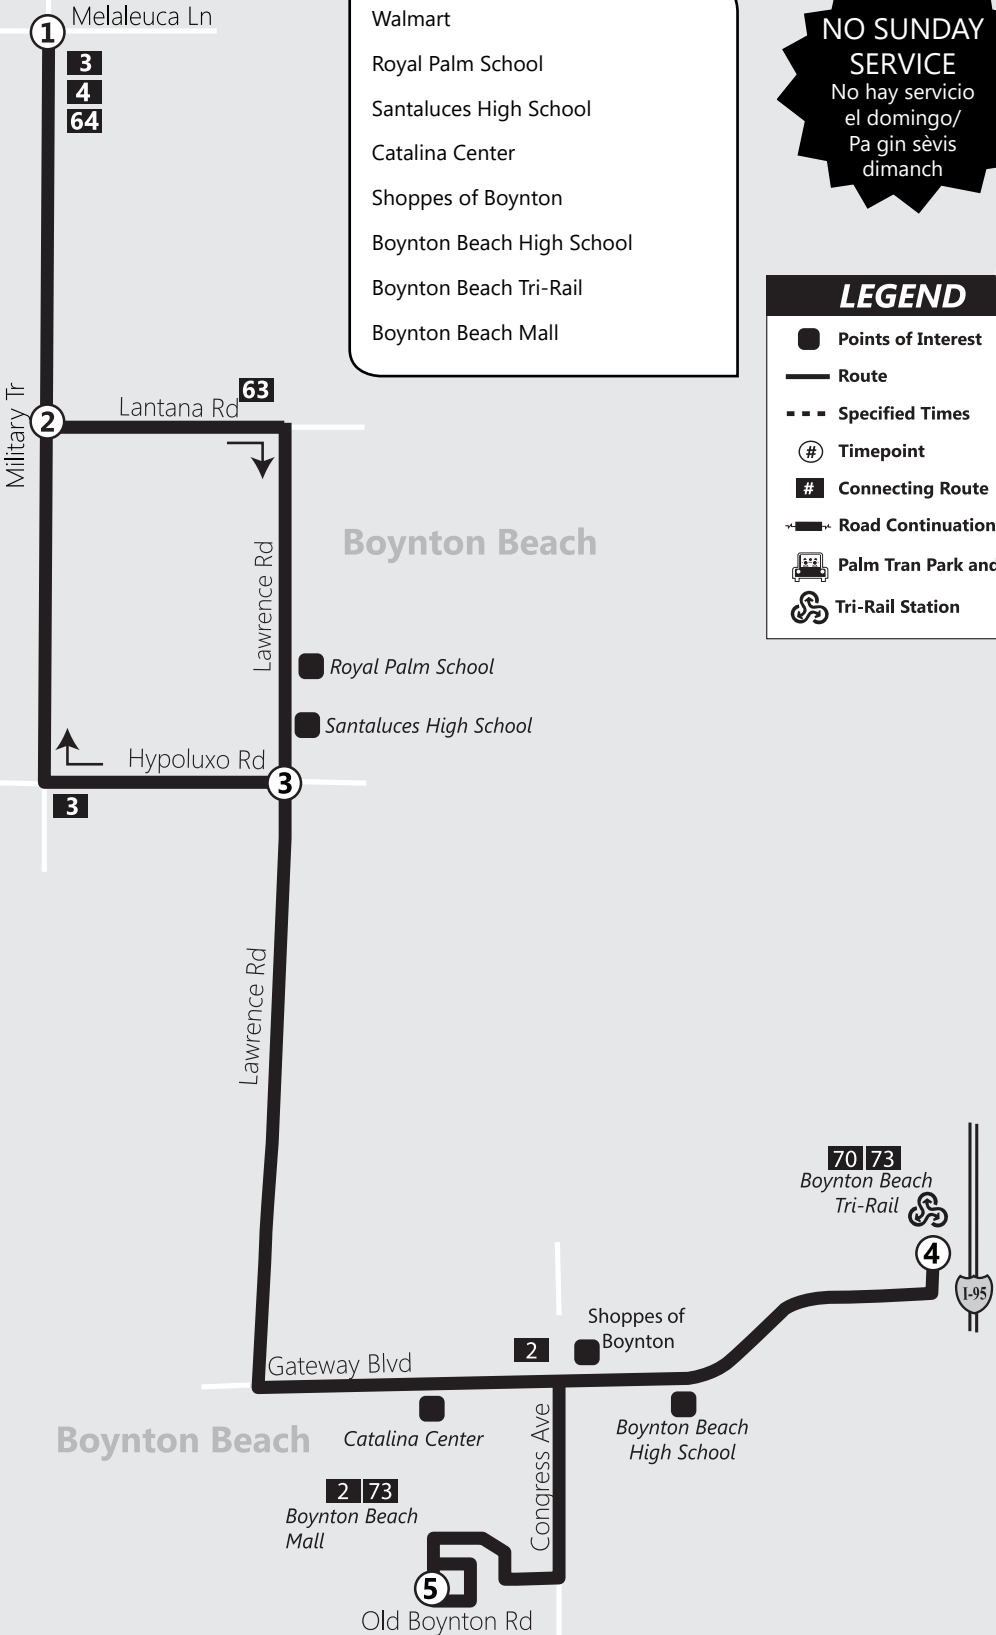 Melaleuca Ln
1
3
4
64
Walmart
Royal Palm School
Santaluces High School
Catalina Center
Shoppes of Boynton
Boynton Beach High School
Boynton Beach Tri-Rail
Boynton Beach Mall
NO SUNDAY
SERVICE
No hay servicio
el domingo/
Pa gin sèvis
dimanch
LEGEND
Points of Interest
Route
Specified Times
# Timepoint
# Connecting Route
Road Continuation
Palm Tran Park and
Tri-Rail Station
Military Tr
2
Lantana Rd
63
Boynton Beach
Lawrence Rd
Royal Palm School
Santaluces High School
Hypoluxo Rd
3
3
Lawrence Rd
70 73
Boynton Beach
Tri-Rail
4
I-95
Shoppes of
Boynton
2
Gateway Blvd
Boynton Beach
Catalina Center
Congress Ave
Boynton Beach
High School
2 73
Boynton Beach
Mall
5
Old Boynton Rd